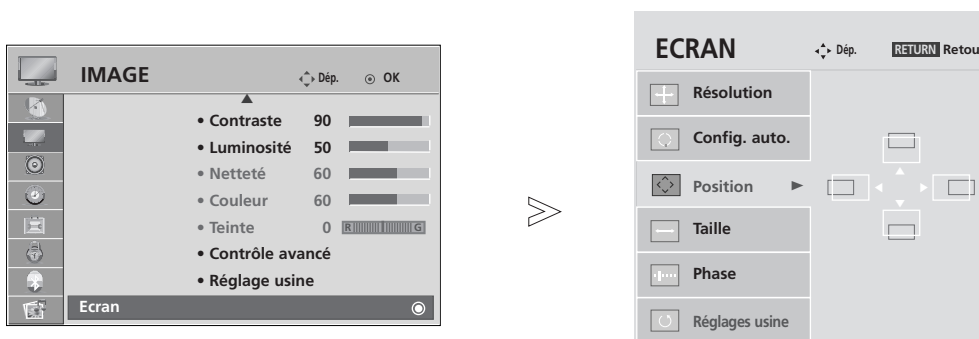 IMAGE Dép. OK
• Contraste 90
• Luminosité 50
• Netteté 60
• Couleur 60
• Teinte 0 R G
• Contrôle avancé
• Réglage usine
Ecran
ECRAN Dép. RETURN Retou
Résolution
Config. auto.
Position
Taille
Phase
Réglages usine